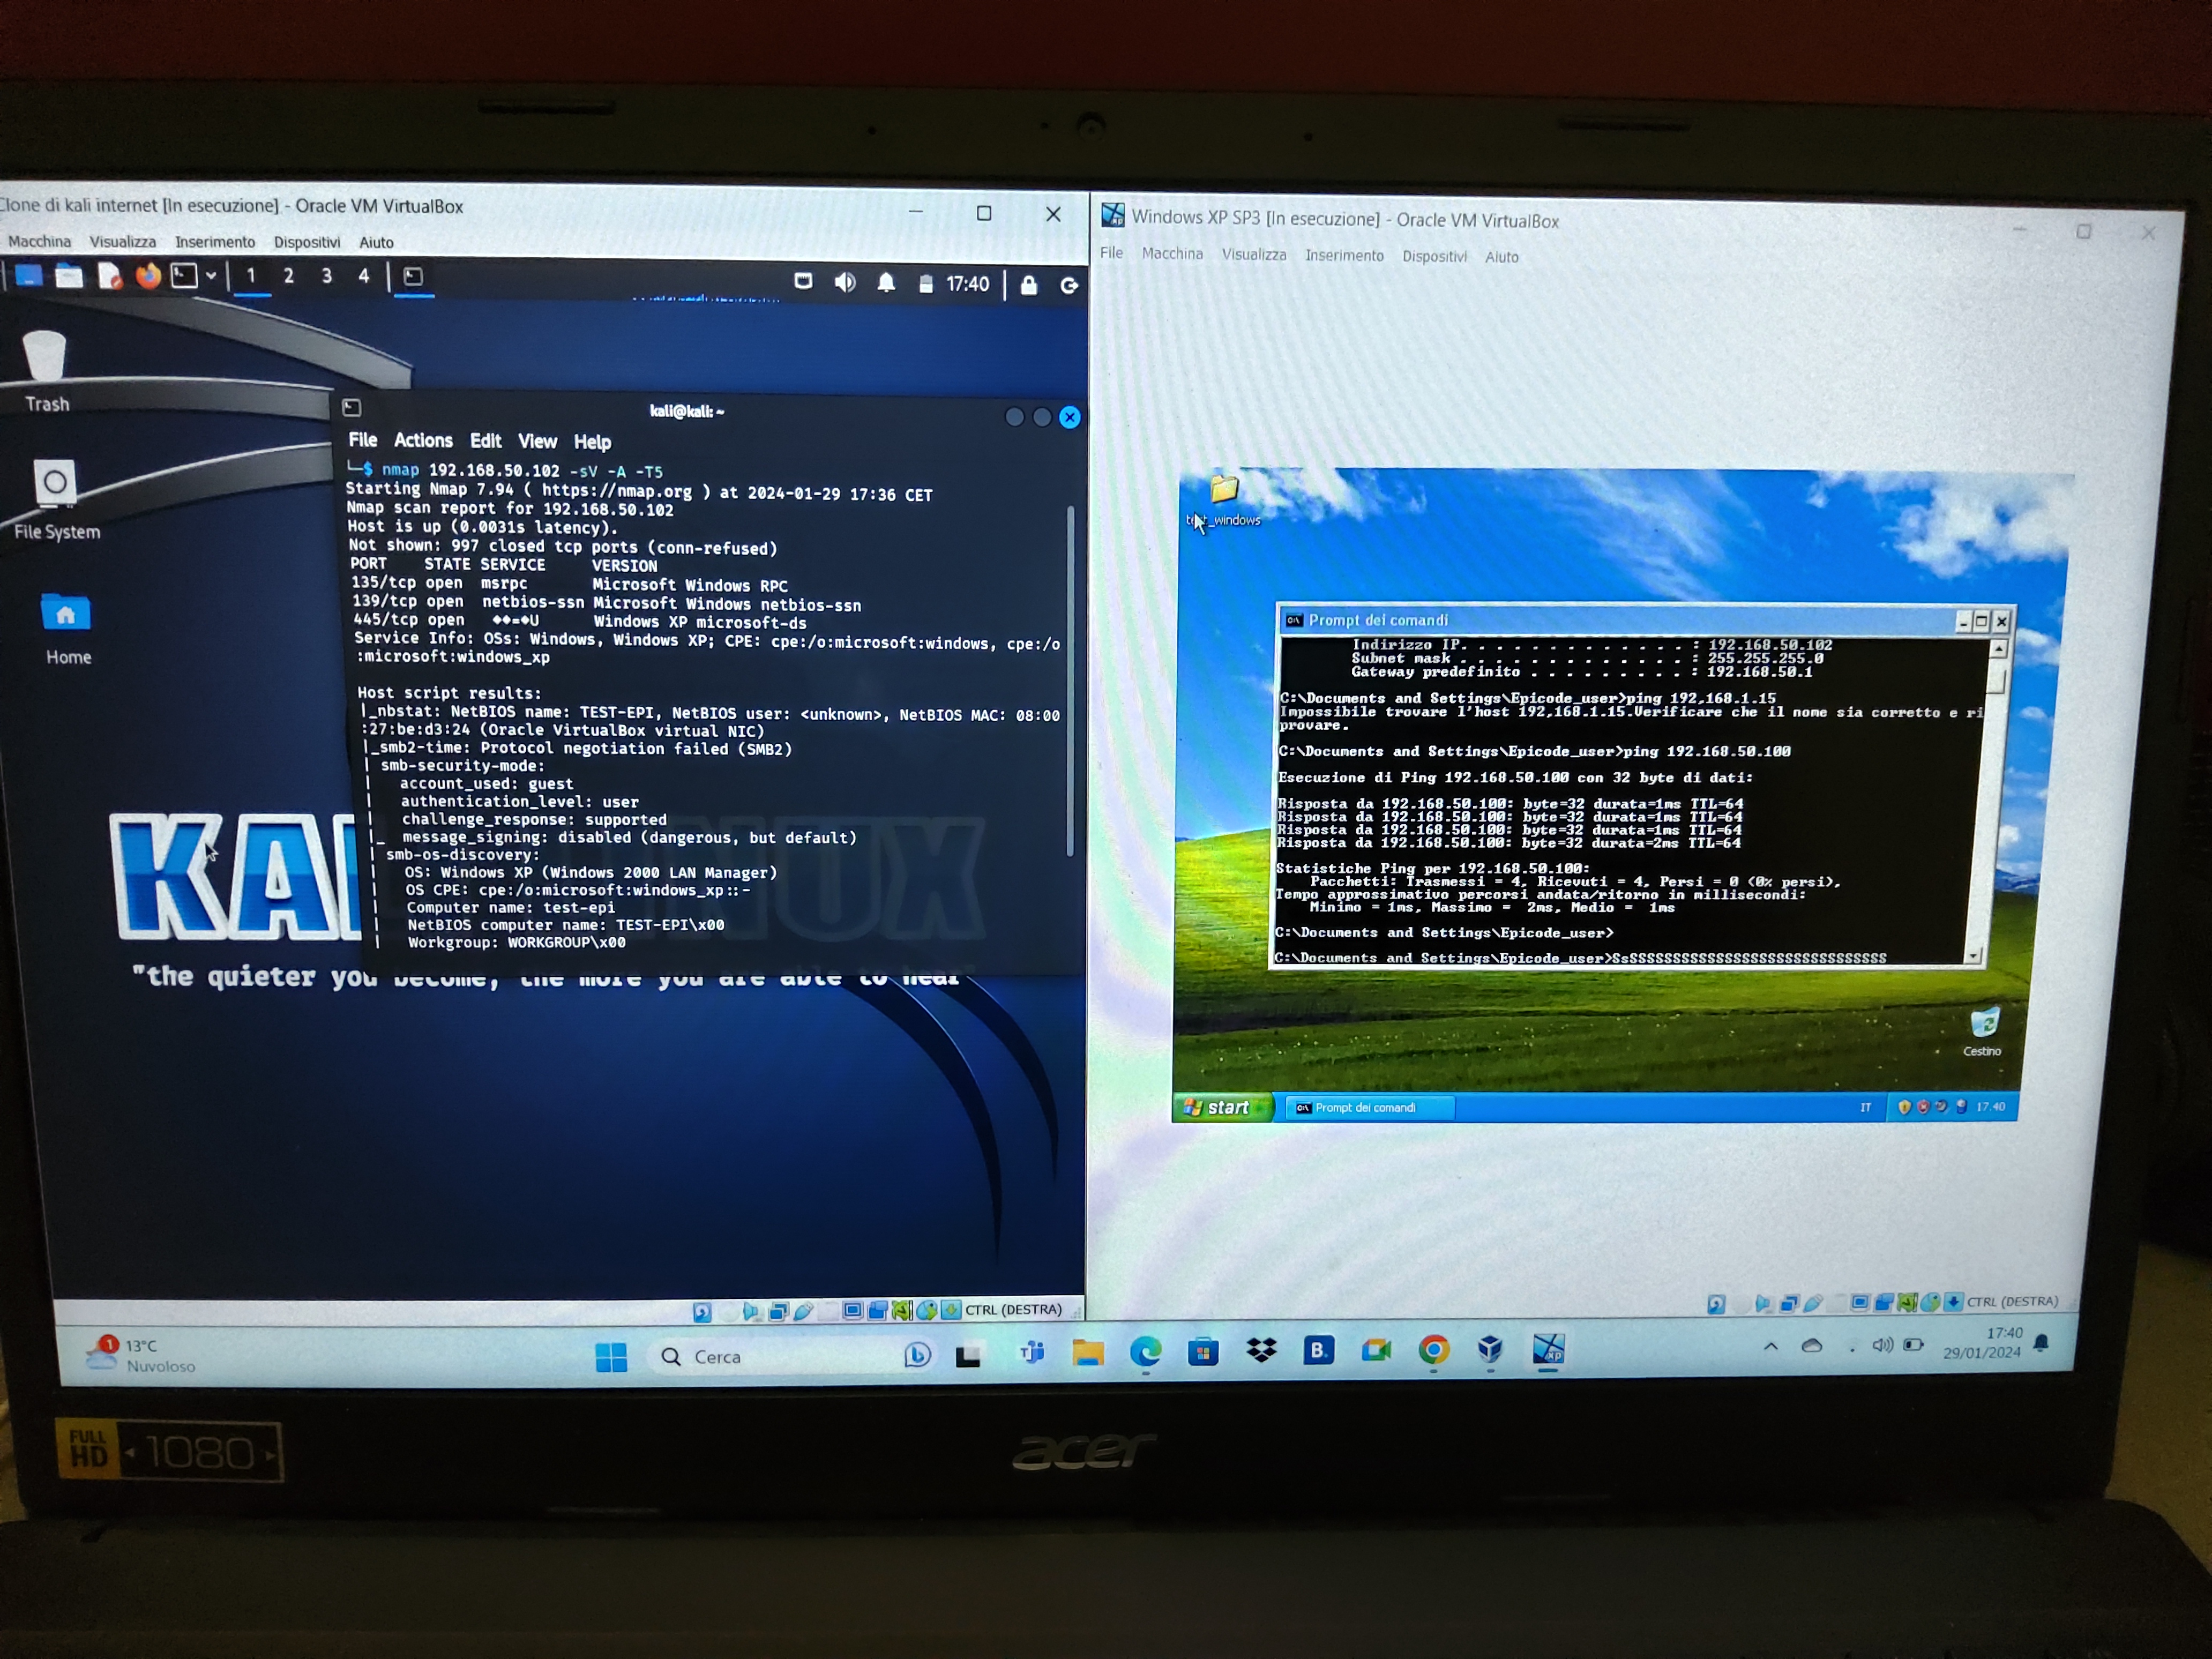 Clone di kali internet [In esecuzione] - Oracle VM VirtualBox
Macchina Visualizza Inserimento Dispositivi Aiuto
1 2 3 4 17:40
Trash
File System
Home
kali@kali: ~
File Actions Edit View Help
└─$ nmap 192.168.50.102 -sV -A -T5
Starting Nmap 7.94 ( https://nmap.org ) at 2024-01-29 17:36 CET
Nmap scan report for 192.168.50.102
Host is up (0.0031s latency).
Not shown: 997 closed tcp ports (conn-refused)
PORT STATE SERVICE VERSION
135/tcp open msrpc Microsoft Windows RPC
139/tcp open netbios-ssn Microsoft Windows netbios-ssn
445/tcp open ◆◆=◆U Windows XP microsoft-ds
Service Info: OSs: Windows, Windows XP; CPE: cpe:/o:microsoft:windows, cpe:/o
:microsoft:windows_xp
Host script results:
|_nbstat: NetBIOS name: TEST-EPI, NetBIOS user: <unknown>, NetBIOS MAC: 08:00
:27:be:d3:24 (Oracle VirtualBox virtual NIC)
|_smb2-time: Protocol negotiation failed (SMB2)
| smb-security-mode:
| account_used: guest
| authentication_level: user
| challenge_response: supported
|_ message_signing: disabled (dangerous, but default)
| smb-os-discovery:
| OS: Windows XP (Windows 2000 LAN Manager)
| OS CPE: cpe:/o:microsoft:windows_xp::-
| Computer name: test-epi
| NetBIOS computer name: TEST-EPI\x00
| Workgroup: WORKGROUP\x00
KALI LINUX
"the quieter you become, the more you are able to hear"
CTRL (DESTRA)
Windows XP SP3 [In esecuzione] - Oracle VM VirtualBox
File Macchina Visualizza Inserimento Dispositivi Aiuto
test_windows
Prompt dei comandi
Indirizzo IP. . . . . . . . . . . . . : 192.168.50.102
Subnet mask . . . . . . . . . . . . . : 255.255.255.0
Gateway predefinito . . . . . . . . . : 192.168.50.1
C:\Documents and Settings\Epicode_user>ping 192,168.1.15
Impossibile trovare l'host 192,168.1.15.Verificare che il nome sia corretto e ri
provare.
C:\Documents and Settings\Epicode_user>ping 192.168.50.100
Esecuzione di Ping 192.168.50.100 con 32 byte di dati:
Risposta da 192.168.50.100: byte=32 durata=1ms TTL=64
Risposta da 192.168.50.100: byte=32 durata=1ms TTL=64
Risposta da 192.168.50.100: byte=32 durata=1ms TTL=64
Risposta da 192.168.50.100: byte=32 durata=2ms TTL=64
Statistiche Ping per 192.168.50.100:
Pacchetti: Trasmessi = 4, Ricevuti = 4, Persi = 0 (0% persi),
Tempo approssimativo percorsi andata/ritorno in millisecondi:
Minimo = 1ms, Massimo = 2ms, Medio = 1ms
C:\Documents and Settings\Epicode_user>
C:\Documents and Settings\Epicode_user>SsSSSSSSSSSSSSSSSSSSSSSSSSSSSSSS
Cestino
start Prompt dei comandi IT 17.40
CTRL (DESTRA)
1 13°C
Nuvoloso
Cerca
B.
xp
17:40
29/01/2024
FULL HD 1080
acer